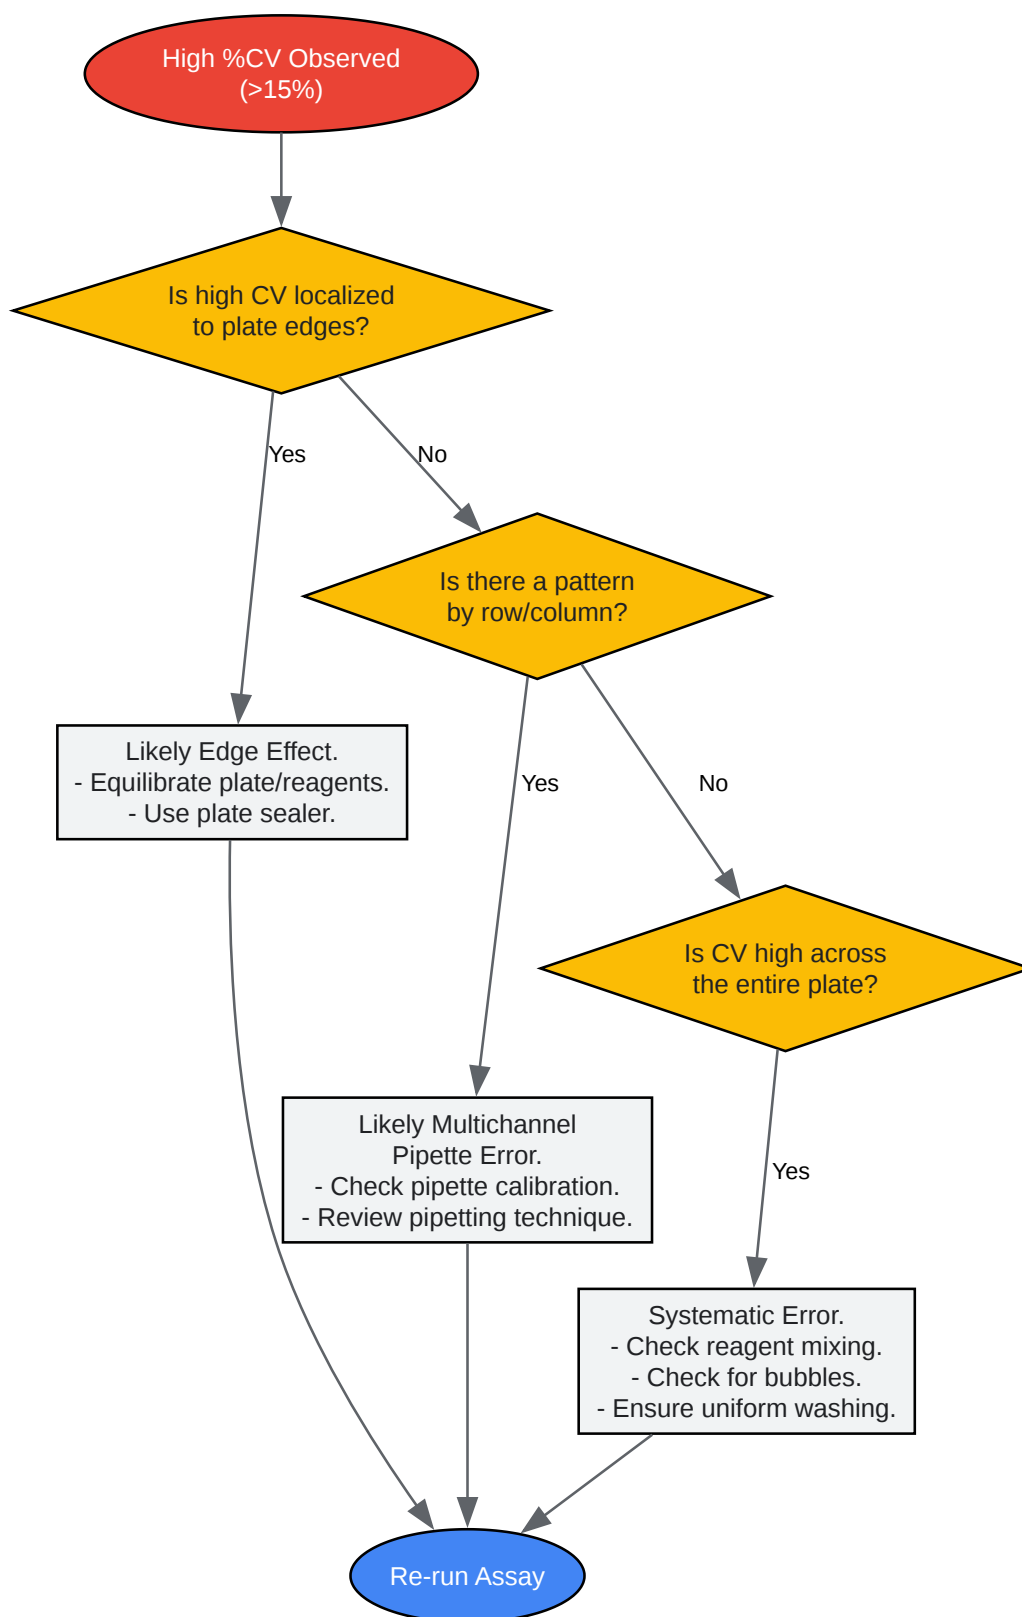 High %CV Observed
(>15%)
Is high CV localized
to plate edges?
Yes
No
Is there a pattern
by row/column?
Likely Edge Effect.
- Equilibrate plate/reagents.
- Use plate sealer.
Yes
No
Is CV high across
the entire plate?
Likely Multichannel
Pipette Error.
- Check pipette calibration.
- Review pipetting technique.
Yes
Systematic Error.
- Check reagent mixing.
- Check for bubbles.
- Ensure uniform washing.
Re-run Assay